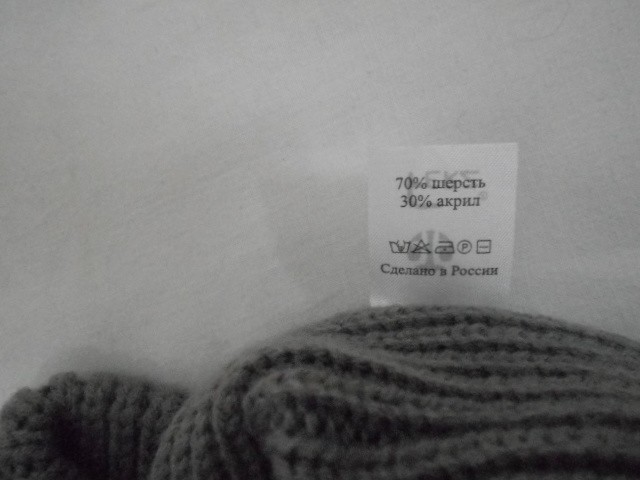 70% шерсть
30% акрил
Сделано в России